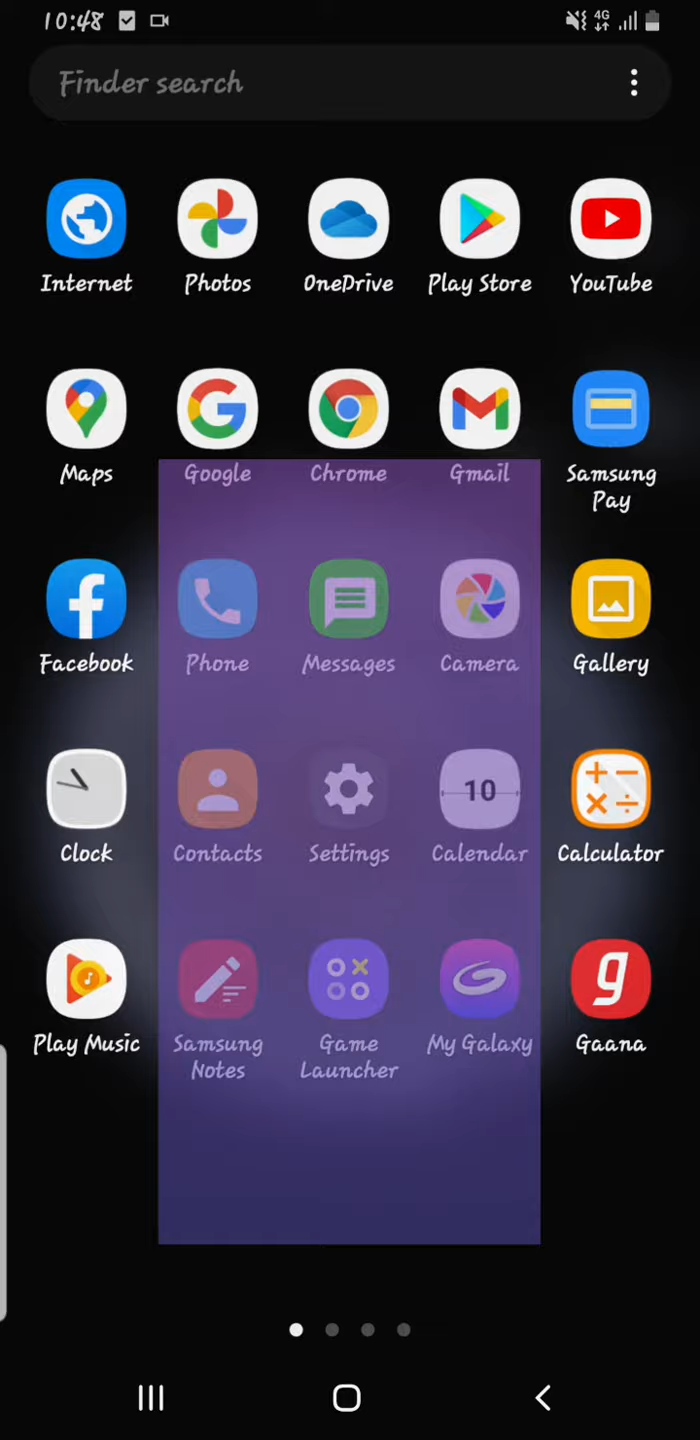 10:48
4G
Finder search
Internet Photos OneDrive Play Store YouTube
Maps Google Chrome Gmail Samsung Pay
Facebook Phone Messages Camera Gallery
10
Clock Contacts Settings Calendar Calculator
g
Play Music Samsung Notes Game Launcher My Galaxy Gaana